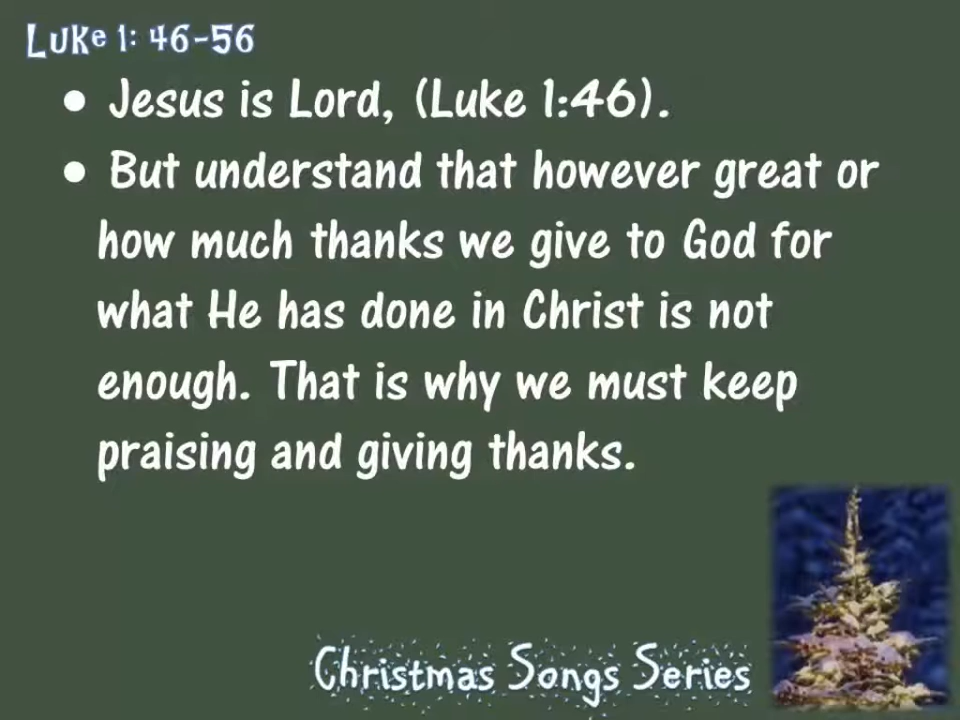 Luke 1: 46-56
• Jesus is Lord, (Luke 1:46).
• But understand that however great or
how much thanks we give to God for
what He has done in Christ is not
enough. That is why we must keep
praising and giving thanks.
Christmas Songs Series